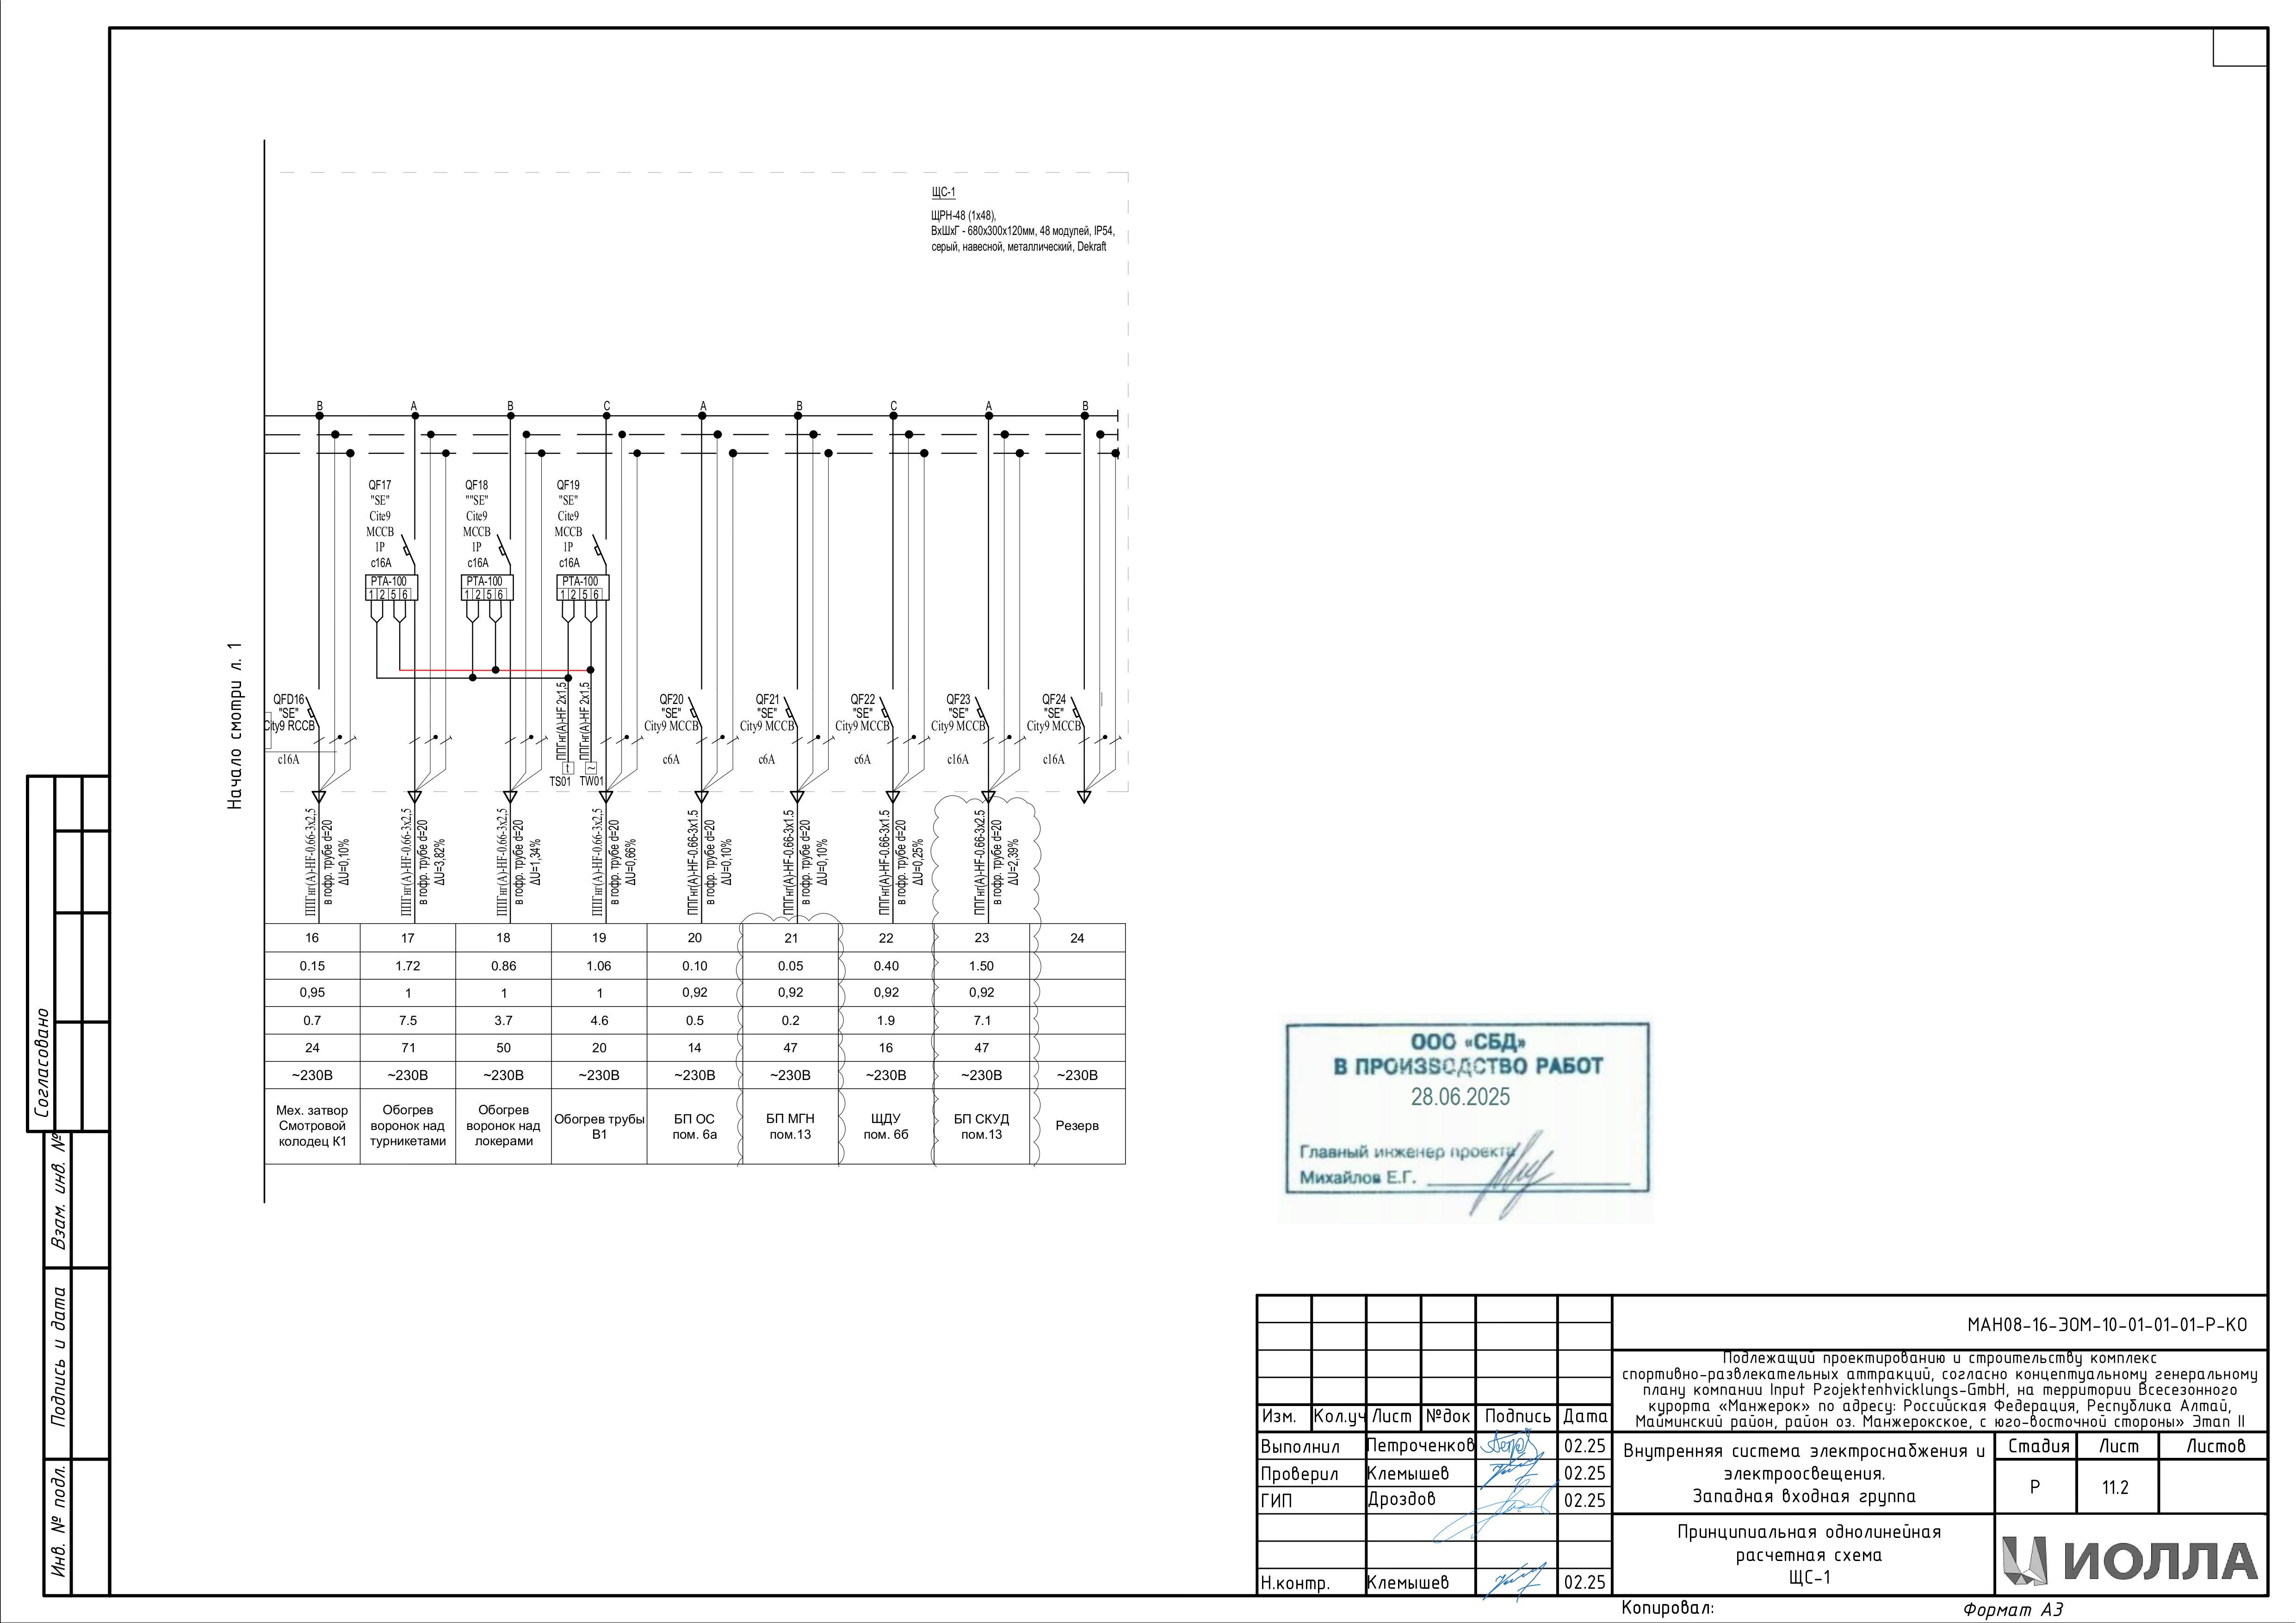 ЩС-1
ЩРН-48 (1х48),
ВхШхГ - 680х300х120мм, 48 модулей, IP54,
серый, навесной, металлический, Dekraft
Начало смотри л. 1
B A B C A B C A B
QF17
"SE"
Cite9
MCCB
1P
c16A
PTA-100
1 2 5 6
QF18
""SE"
Cite9
MCCB
1P
c16A
PTA-100
1 2 5 6
QF19
"SE"
Cite9
MCCB
1P
c16A
PTA-100
1 2 5 6
ППГнг(А)-HF 2х1,5
ППГнг(А)-HF 2х1,5
t
~
TS01 TW01
QFD16
"SE"
City9 RCCB
c16A
QF20
"SE"
City9 MCCB
c6A
QF21
"SE"
City9 MCCB
c6A
QF22
"SE"
City9 MCCB
c6A
QF23
"SE"
City9 MCCB
c16A
QF24
"SE"
City9 MCCB
c16A
ППГнг(А)-HF-0.66-3х2,5
в гофр. трубе d=20
ΔU=0,10%
ППГнг(А)-HF-0.66-3х2,5
в гофр. трубе d=20
ΔU=3,82%
ППГнг(А)-HF-0.66-3х2,5
в гофр. трубе d=20
ΔU=1,34%
ППГнг(А)-HF-0.66-3х2,5
в гофр. трубе d=20
ΔU=0,66%
ППГнг(А)-HF-0.66-3х1.5
в гофр. трубе d=20
ΔU=0,10%
ППГнг(А)-HF-0.66-3х1.5
в гофр. трубе d=20
ΔU=0,10%
ППГнг(А)-HF-0.66-3х1.5
в гофр. трубе d=20
ΔU=0,25%
ППГнг(А)-HF-0.66-3х2.5
в гофр. трубе d=20
ΔU=2,39%
16 17 18 19 20 21 22 23 24
0.15 1.72 0.86 1.06 0.10 0.05 0.40 1.50
0,95 1 1 1 0,92 0,92 0,92 0,92
0.7 7.5 3.7 4.6 0.5 0.2 1.9 7.1
24 71 50 20 14 47 16 47
~230В ~230В ~230В ~230В ~230В ~230В ~230В ~230В ~230В
Мех. затвор
Смотровой
колодец К1
Обогрев
воронок над
турникетами
Обогрев
воронок над
локерами
Обогрев трубы
В1
БП ОС
пом. 6а
БП МГН
пом.13
ЩДУ
пом. 6б
БП СКУД
пом.13
Резерв
ООО «СБД»
В ПРОИЗВОДСТВО РАБОТ
28.06.2025
Главный инженер проекта
Михайлов Е.Г.
Согласовано
Взам. инв. №
Подпись и дата
Инв. № подл.
МАН08-16-ЭОМ-10-01-01-01-Р-КО
Подлежащий проектированию и строительству комплекс
спортивно-развлекательных аттракций, согласно концептуальному генеральному
плану компании Input Projektenhvicklungs-GmbH, на территории Всесезонного
курорта «Манжерок» по адресу: Российская Федерация, Республика Алтай,
Майминский район, район оз. Манжерокское, с юго-восточной стороны» Этап II
Изм. Кол.уч Лист №док Подпись Дата
Выполнил Петроченков 02.25
Проверил Клемышев 02.25
ГИП Дроздов 02.25
Н.контр. Клемышев 02.25
Внутренняя система электроснабжения и
электроосвещения.
Западная входная группа
Стадия Лист Листов
Р 11.2
Принципиальная однолинейная
расчетная схема
ЩС-1
ИОЛЛА
Копировал:
Формат А3